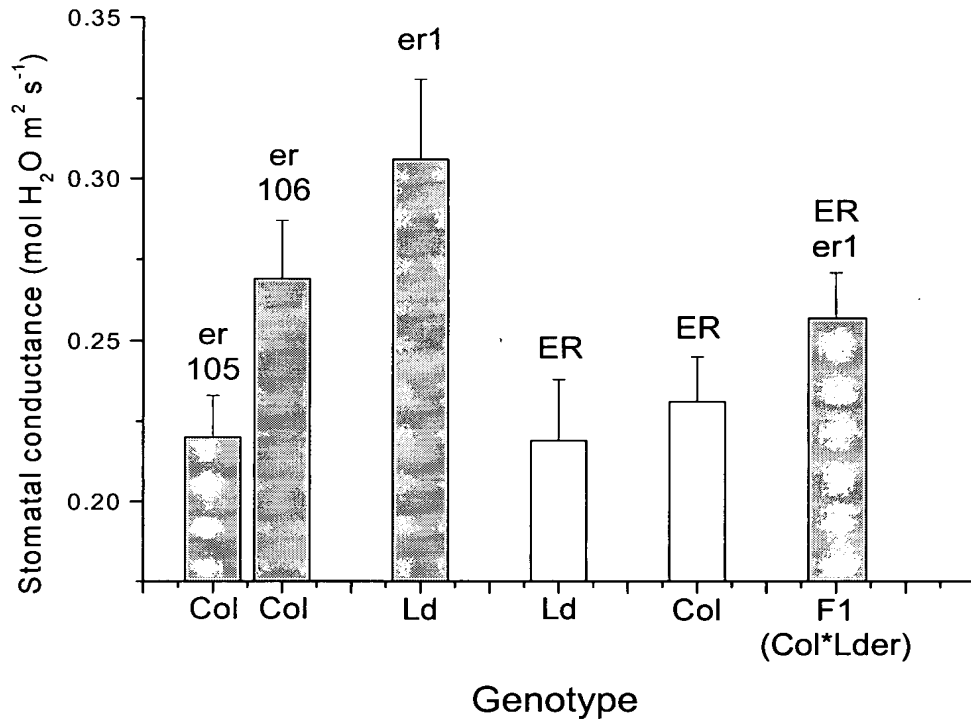 Stomatal conductance (mol H₂O m² s⁻¹)
0.35
0.30
0.25
0.20
er
105
er
106
er1
ER
ER
ER
er1
Col
Col
Ld
Ld
Col
F1
(Col*Lder)
Genotype